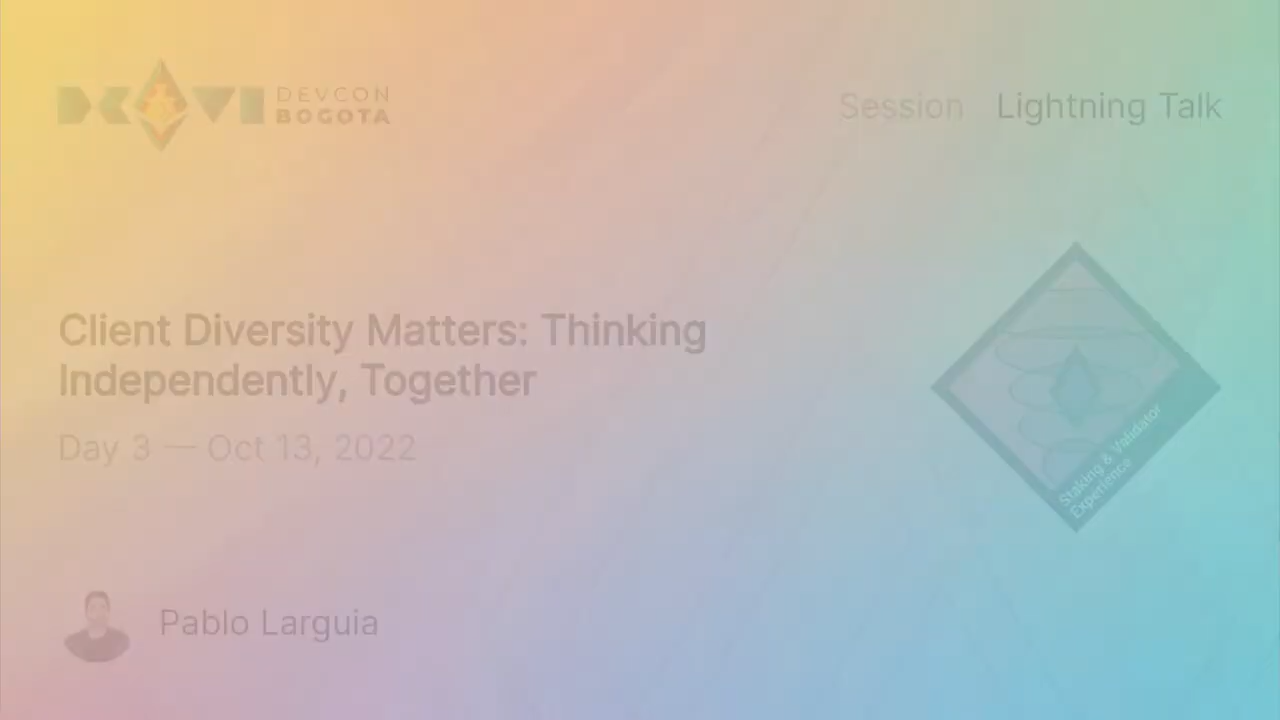 DEVCON
BOGOTA
Session Lightning Talk
Client Diversity Matters: Thinking
Independently, Together
Day 3 — Oct 13, 2022
Staking & Validator
Experience
Pablo Larguia